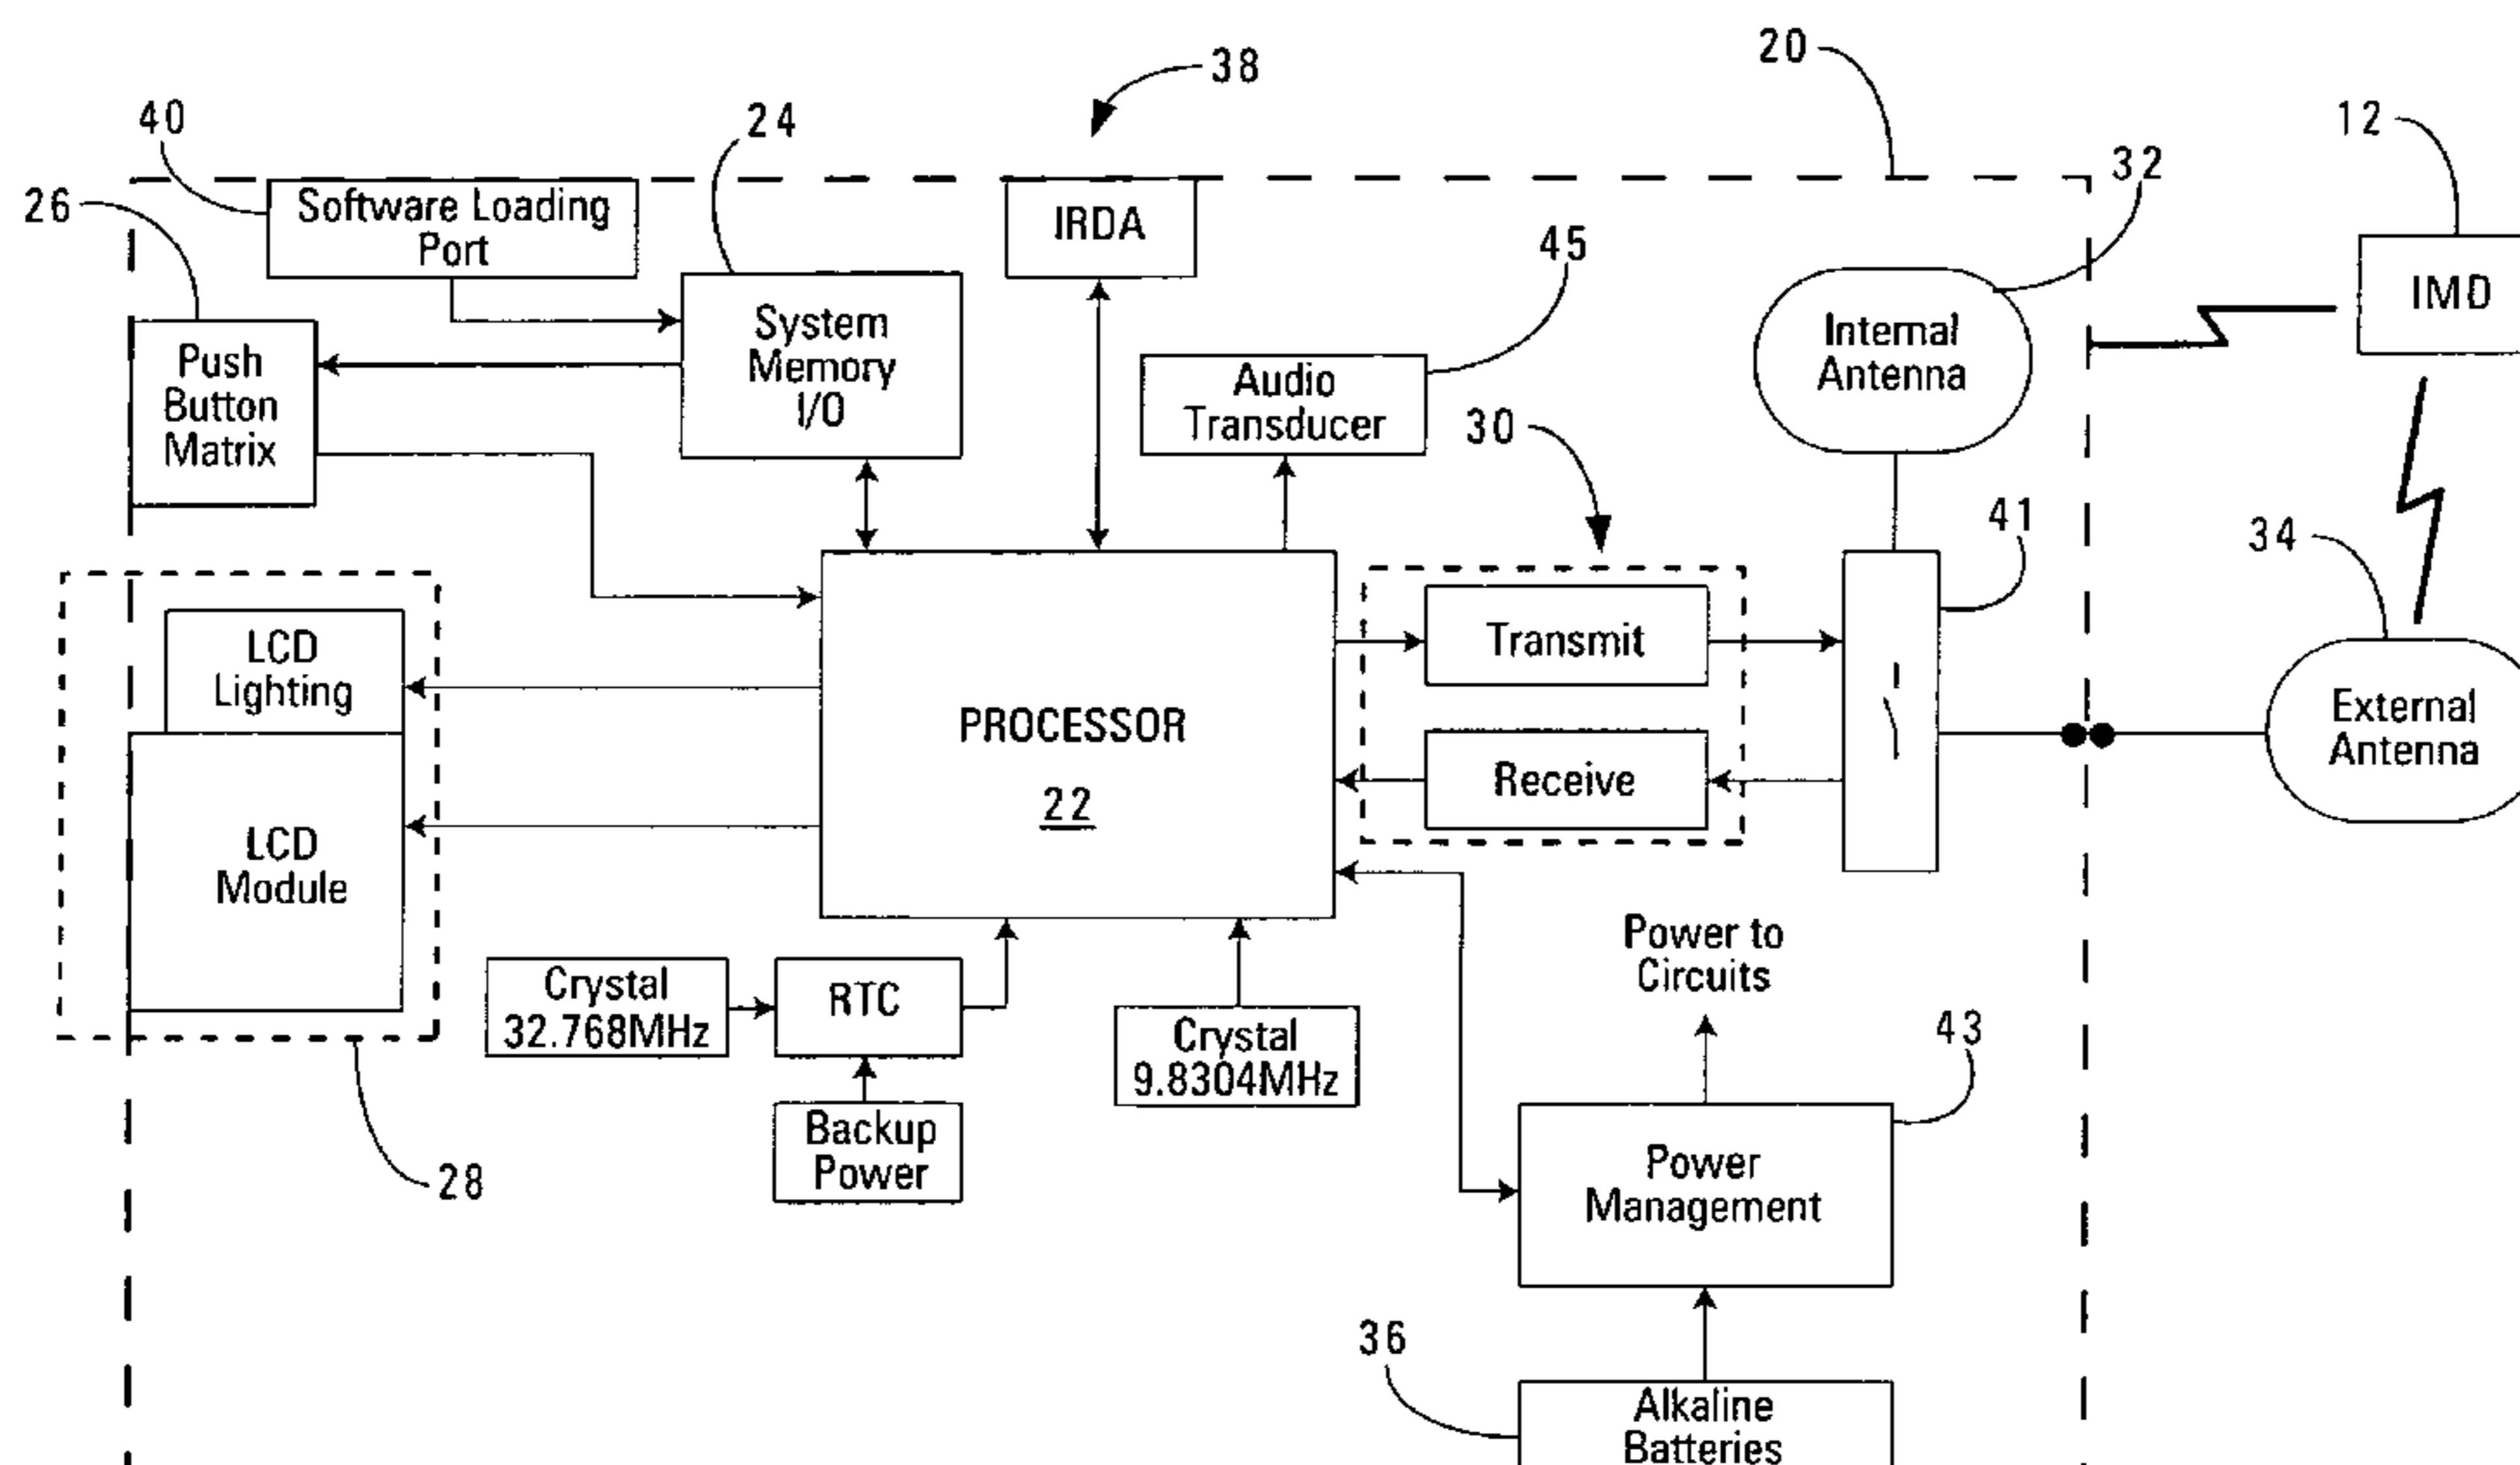 38
20
40
24
12
26
Software Loading
Port
IRDA
32
45
System
Memory
I/O
Push
Button
Matrix
Audio
Transducer
30
Internal
Antenna
IMD
41
34
LCD
Lighting
LCD
Module
PROCESSOR
22
Transmit
Receive
External
Antenna
Crystal
32.768MHz
RTC
Backup
Power
Crystal
9.8304MHz
Power to
Circuits
43
28
Power
Management
36
Alkaline
Batteries